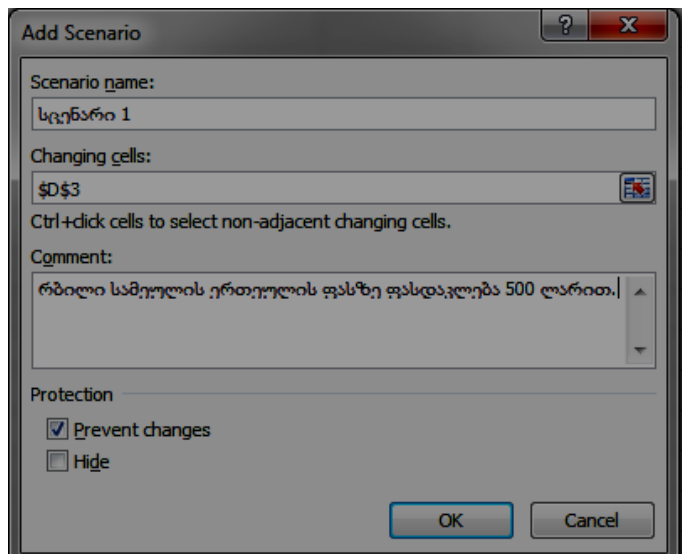 Add Scenario
Scenario name:
სცენარი 1
Changing cells:
$D$3
Ctrl+click cells to select non-adjacent changing cells.
Comment:
რბილი სამეულის ერთეულის ფასზე ფასდაკლება 500 ლარით.
Protection
Prevent changes
Hide
OK
Cancel